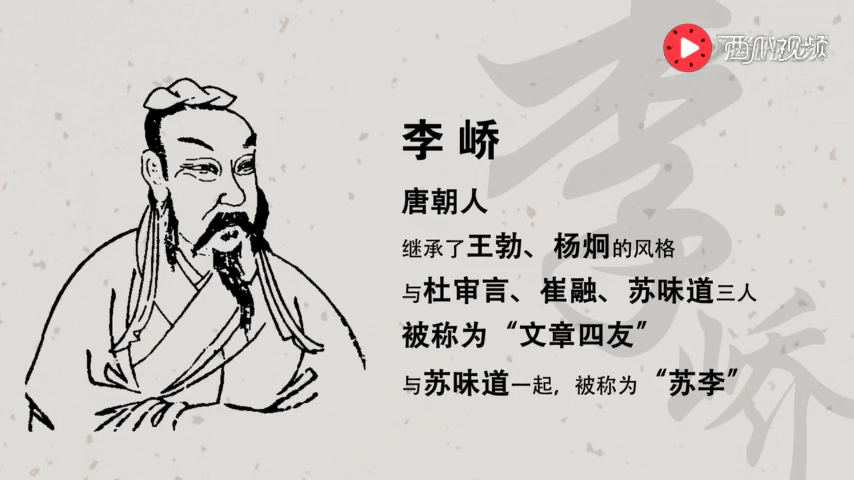 西瓜视频
李峤
李 峤
唐朝人
继承了王勃、杨炯的风格
与杜审言、崔融、苏味道三人
被称为“文章四友”
与苏味道一起，被称为“苏李”